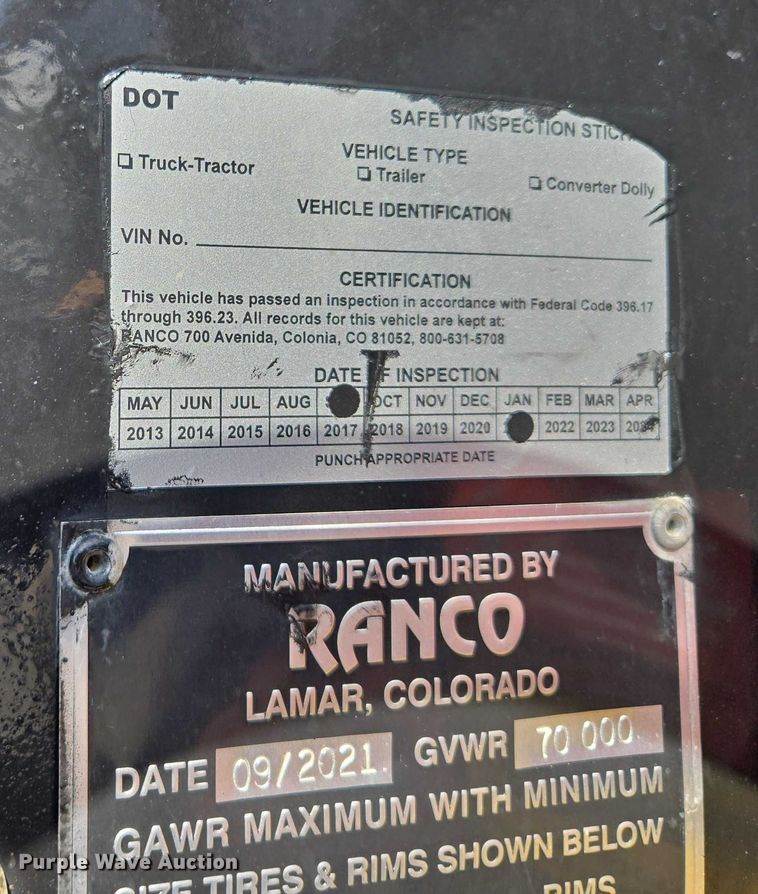 DOT
SAFETY INSPECTION
VEHICLE TYPE
❏ Truck-Tractor ❏ Trailer ❏ Converter Dolly
VEHICLE IDENTIFICATION
VIN No.
CERTIFICATION
This vehicle has passed an inspection in accordance with Federal Code 396.17
through 396.23. All records for this vehicle are kept at:
RANCO 700 Avenida, Colonia, CO 81052, 800-631-5708
DATE OF INSPECTION
MAY JUN JUL AUG OCT NOV DEC JAN FEB MAR APR
2013 2014 2015 2016 2017 2018 2019 2020 2022 2023 2024
PUNCH APPROPRIATE DATE
MANUFACTURED BY
RANCO
LAMAR, COLORADO
DATE 09/2021. GVWR 70 000
GAWR MAXIMUM WITH MINIMUM
SIZE TIRES & RIMS SHOWN BELOW
RIMS
Purple Wave Auction